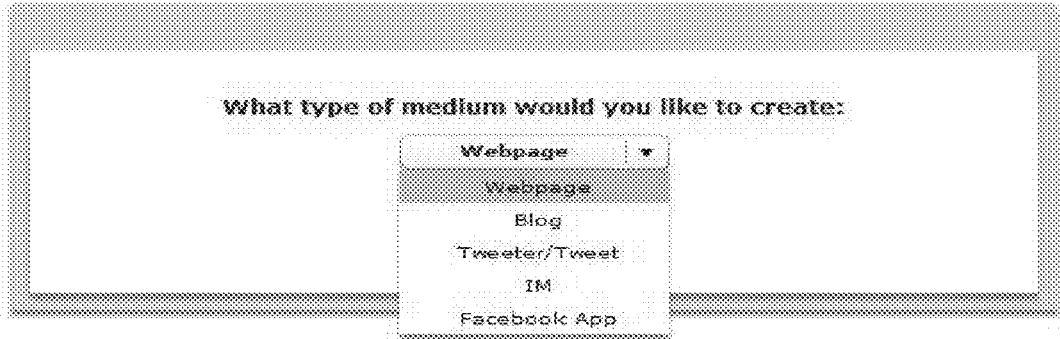 What type of medium would you like to create:
Webpage
Webpage
Blog
Tweeter/Tweet
IM
Facebook App